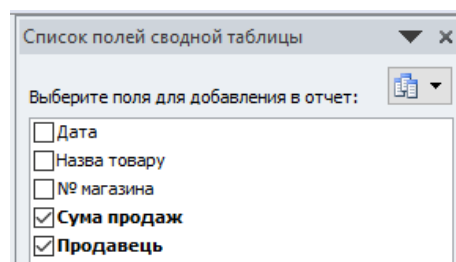 Список полей сводной таблицы
Выберите поля для добавления в отчет:
Дата
Назва товару
№ магазина
Сума продаж
Продавець